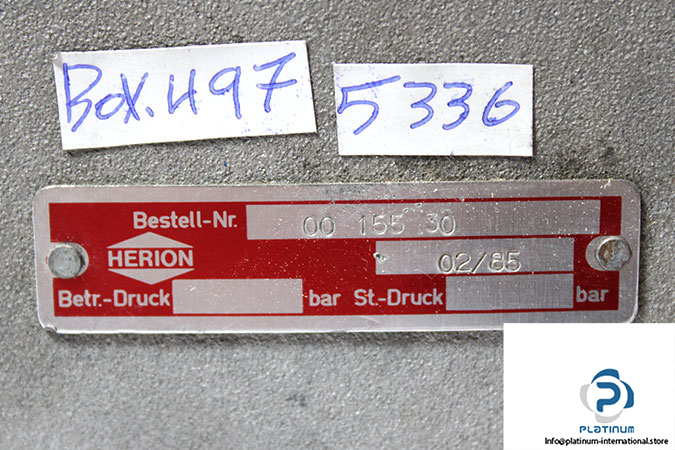 Box.497
5336
Bestell-Nr. 00 155 30
HERION
02/85
Betr.-Druck bar St.-Druck bar
PLATINUM
Info@platinum-international.store